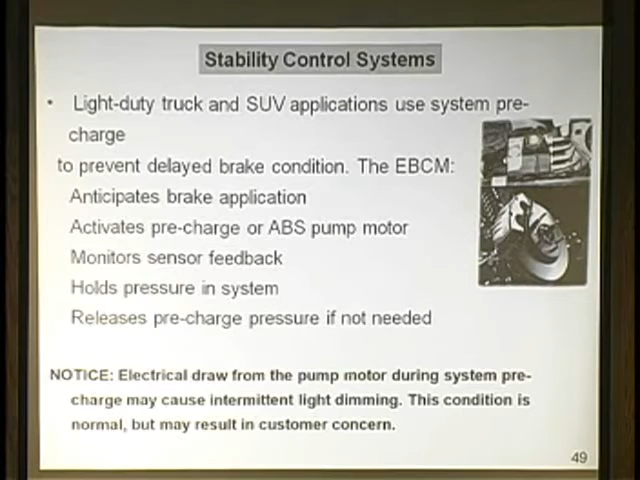 Stability Control Systems
• Light-duty truck and SUV applications use system pre-
charge
to prevent delayed brake condition. The EBCM:
Anticipates brake application
Activates pre-charge or ABS pump motor
Monitors sensor feedback
Holds pressure in system
Releases pre-charge pressure if not needed
NOTICE: Electrical draw from the pump motor during system pre-
charge may cause intermittent light dimming. This condition is
normal, but may result in customer concern.
49